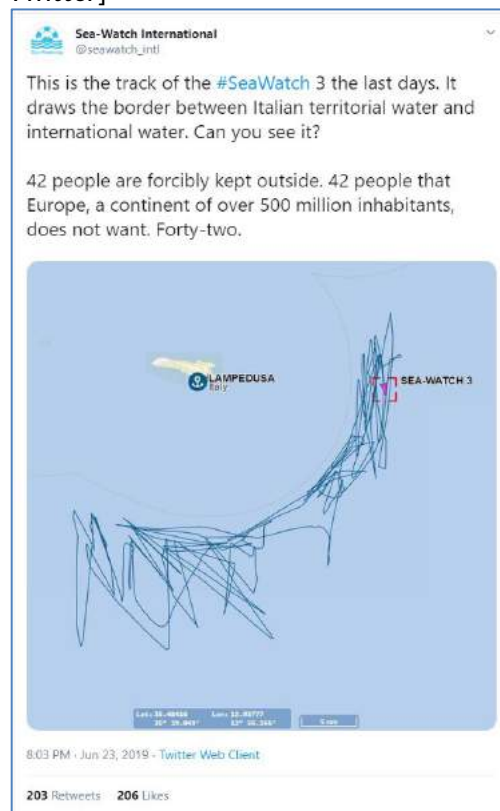 Sea-Watch International
@seawatch_intl
This is the track of the #SeaWatch 3 the last days. It
draws the border between Italian territorial water and
international water. Can you see it?
42 people are forcibly kept outside. 42 people that
Europe, a continent of over 500 million inhabitants,
does not want. Forty-two.
LAMPEDUSA
Italy
SEA-WATCH 3
8:03 PM · Jun 23, 2019 · Twitter Web Client
203 Retweets 206 Likes